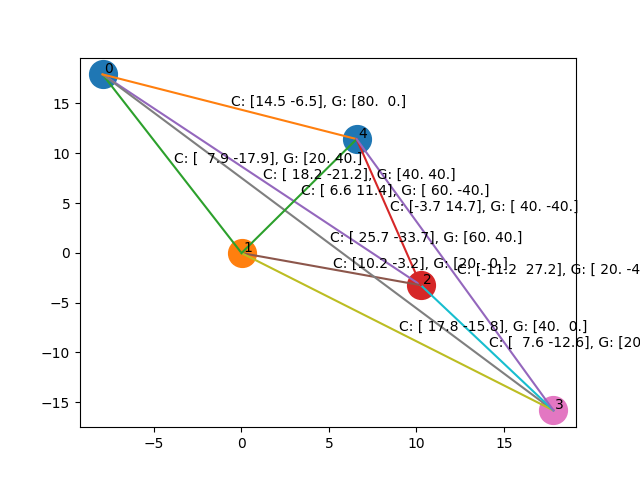 0
15
C: [14.5 -6.5], G: [80.  0.]
4
10
C: [  7.9 -17.9], G: [20. 40.]
C: [ 18.2 -21.2], G: [40. 40.]
C: [ 6.6 11.4], G: [ 60. -40.]
5
C: [-3.7 14.7], G: [ 40. -40.]
C: [ 25.7 -33.7], G: [60. 40.]
1
0
C: [10.2 -3.2], G: [20.  0.]
C: [-11.2  27.2], G: [ 20. -4
2
−5
C: [ 17.8 -15.8], G: [40.  0.]
C: [  7.6 -12.6], G: [20
−10
−15
3
−5 0 5 10 15